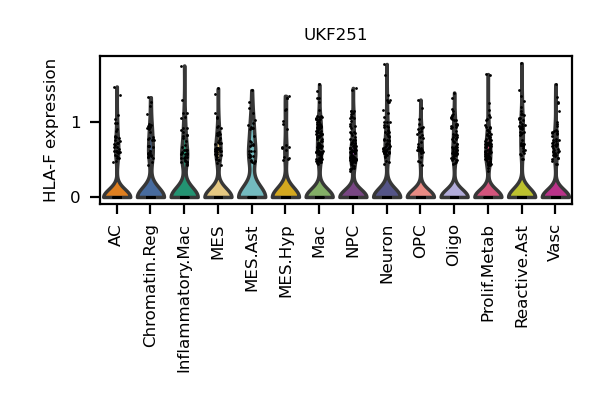 UKF251
HLA-F expression
1
0
AC
Chromatin.Reg
Inflammatory.Mac
MES
MES.Ast
MES.Hyp
Mac
NPC
Neuron
OPC
Oligo
Prolif.Metab
Reactive.Ast
Vasc